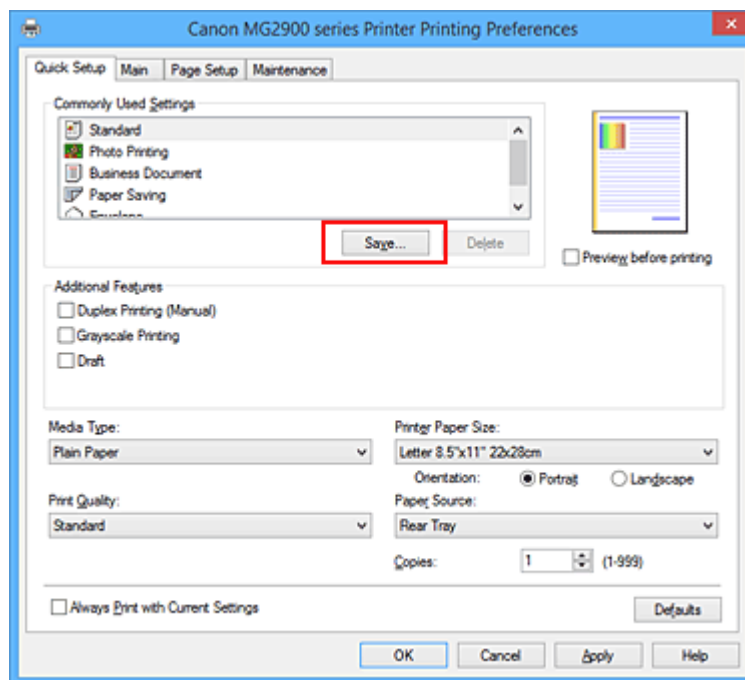 Canon MG2900 series Printer Printing Preferences
Quick Setup Main Page Setup Maintenance
Commonly Used Settings
Standard
Photo Printing
Business Document
Paper Saving
Envelope
Save... Delete
Preview before printing
Additional Features
Duplex Printing (Manual)
Grayscale Printing
Draft
Media Type:
Plain Paper
Printer Paper Size:
Letter 8.5"x11" 22x28cm
Orientation: Portrait Landscape
Print Quality:
Standard
Paper Source:
Rear Tray
Copies: 1 (1-999)
Always Print with Current Settings
Defaults
OK Cancel Apply Help